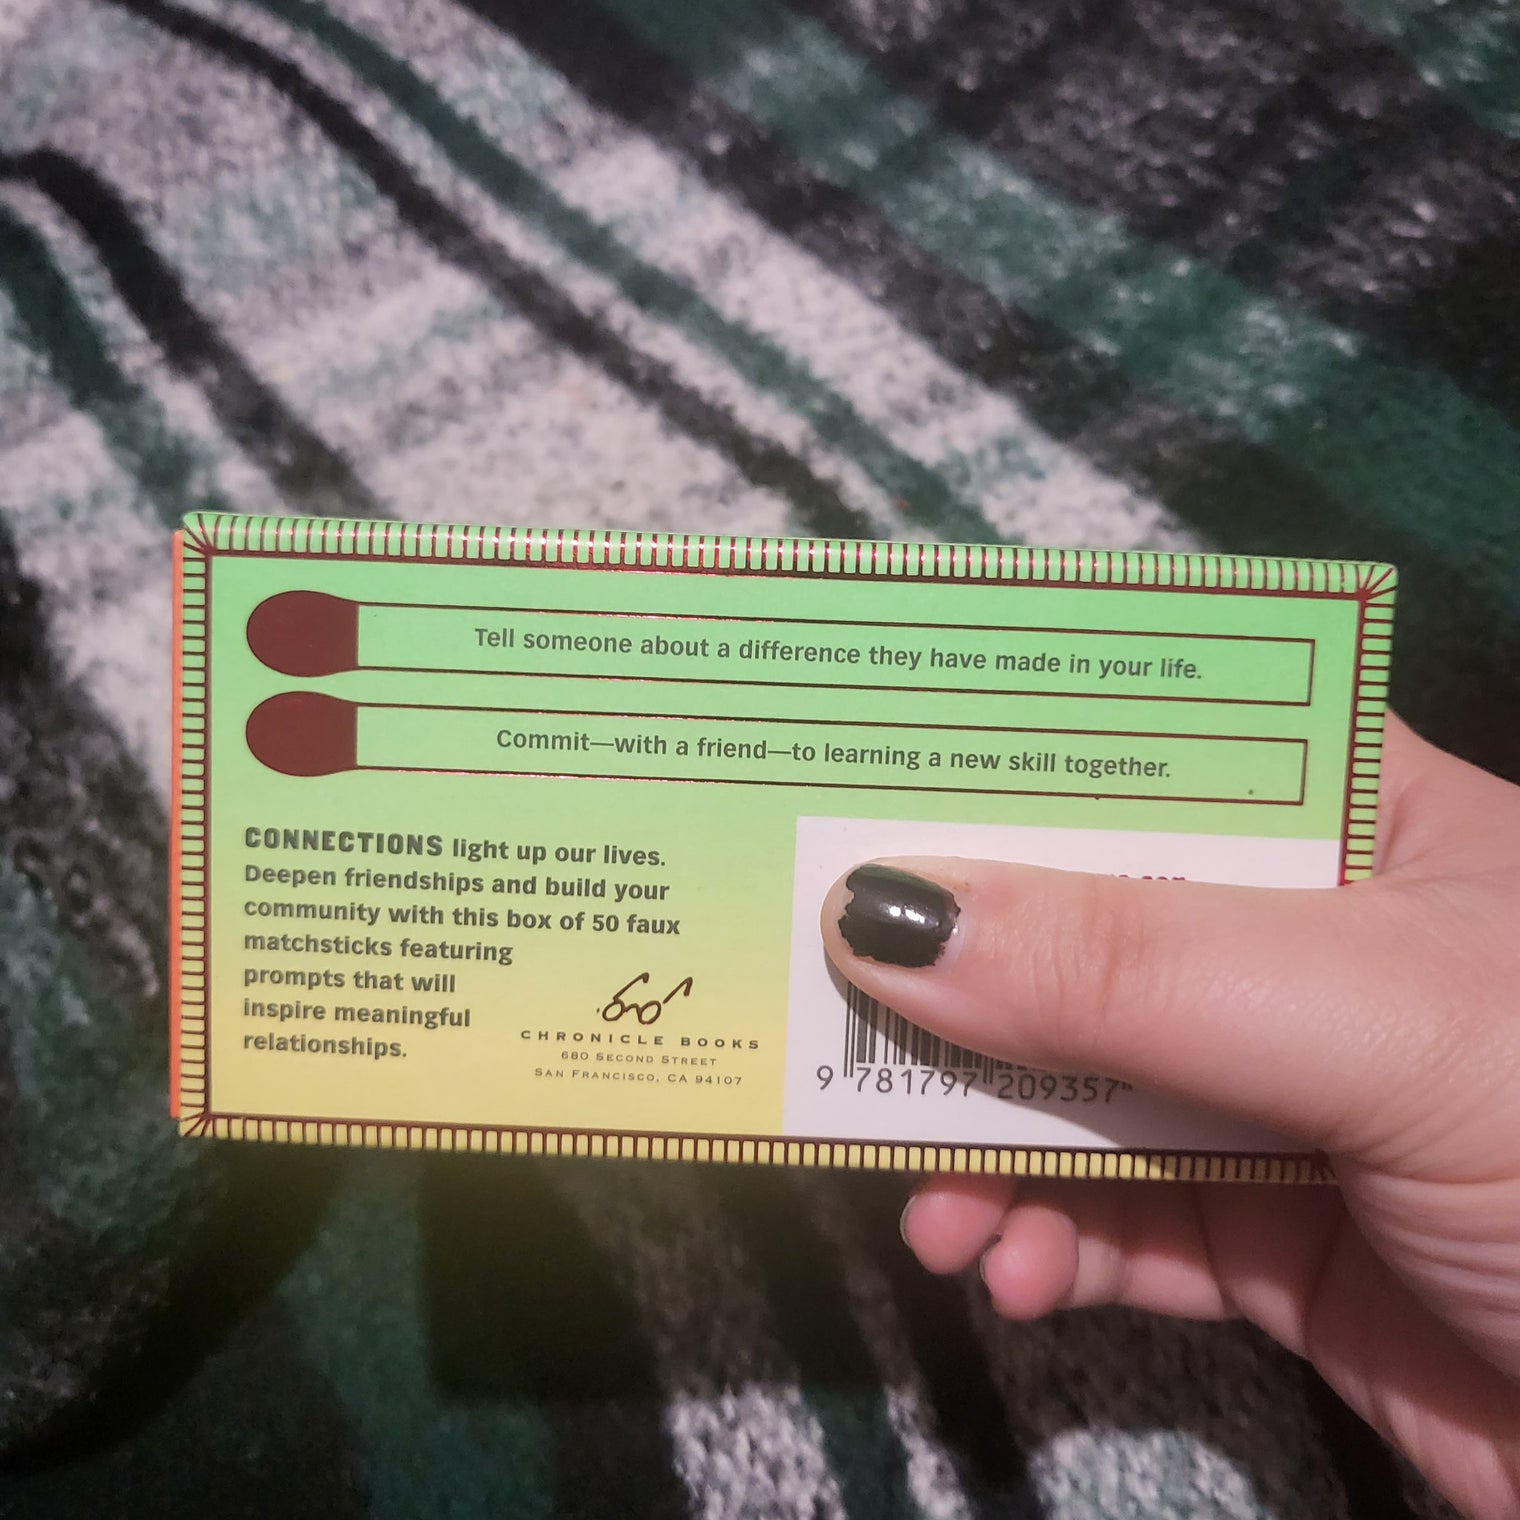 Tell someone about a difference they have made in your life.
Commit—with a friend—to learning a new skill together.
CONNECTIONS light up our lives.
Deepen friendships and build your
community with this box of 50 faux
matchsticks featuring
prompts that will
inspire meaningful
relationships.
CHRONICLE BOOKS
680 SECOND STREET
SAN FRANCISCO, CA 94107
9 781797 209357